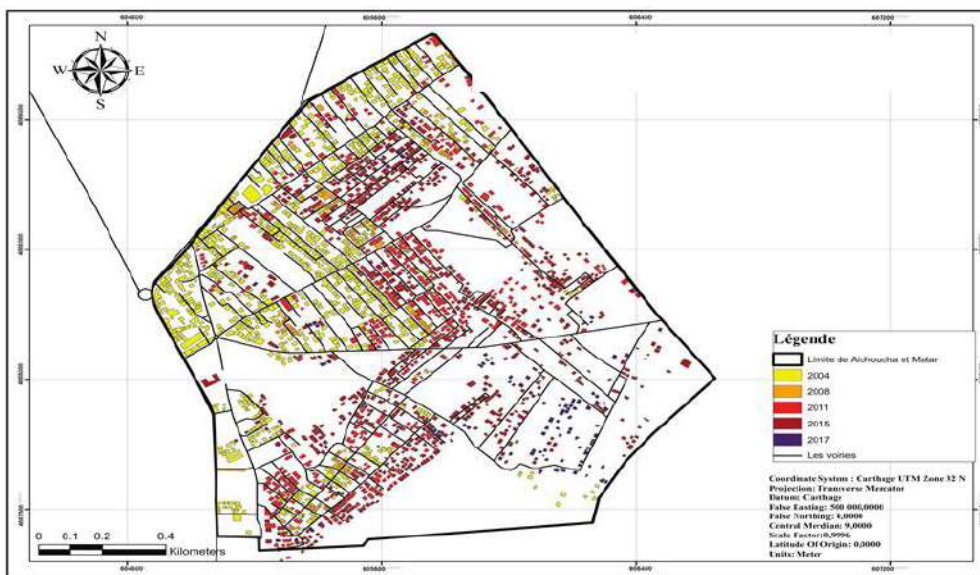 N
W E
S
Légende
Limite de Aichoucha et Matar
2004
2008
2011
2015
2017
Les voiries
Coordinate System : Carthage UTM Zone 32 N
Projection: Transverse Mercator
Datum: Carthage
False Easting: 500 000,0000
False Northing: 0,0000
Central Merdian: 9,0000
Scale Factor:0,9996
Latitude Of Origin: 0,0000
Units: Meter
0 0.1 0.2 0.4
Kilometers